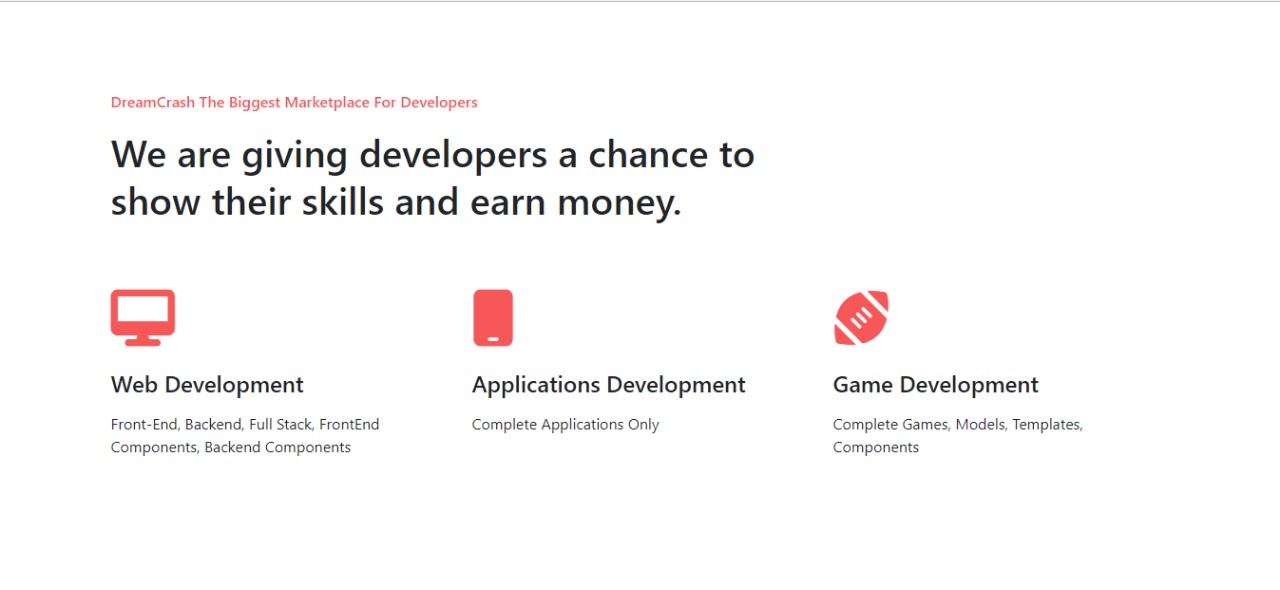 DreamCrash The Biggest Marketplace For Developers
We are giving developers a chance to
show their skills and earn money.
Web Development
Front-End, Backend, Full Stack, FrontEnd
Components, Backend Components
Applications Development
Complete Applications Only
Game Development
Complete Games, Models, Templates,
Components